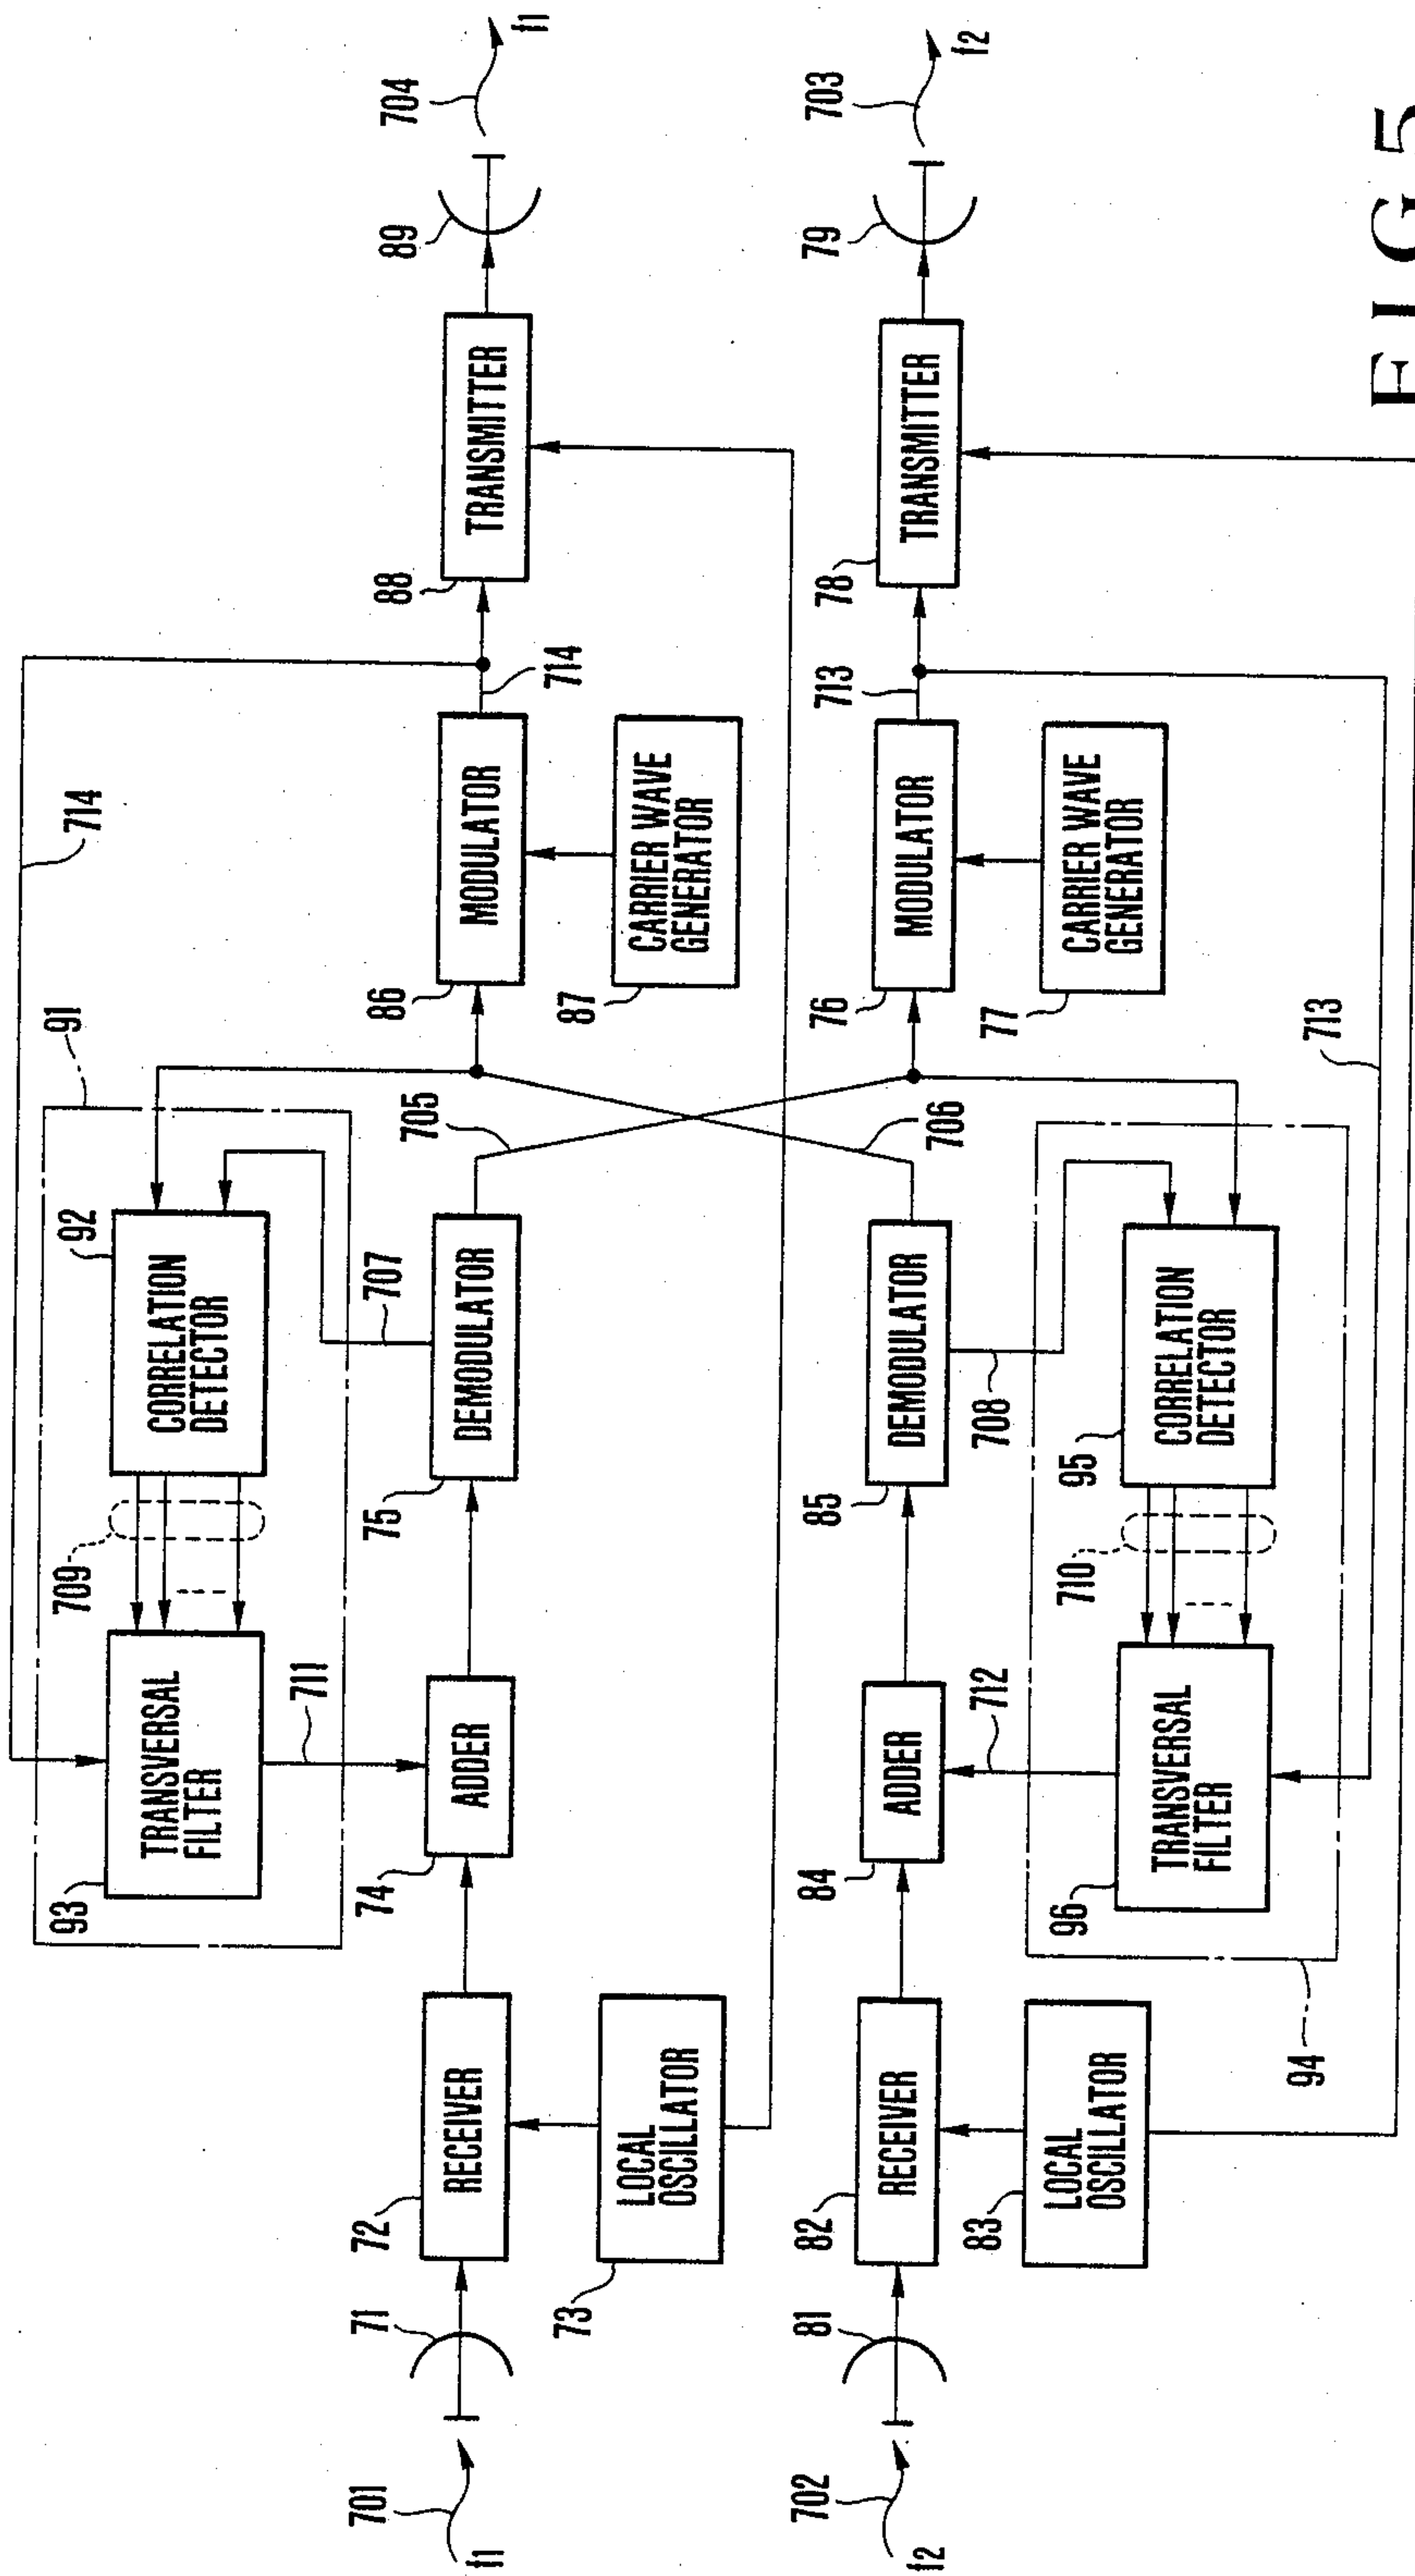 714
91
92
93
709
CORRELATION
DETECTOR
TRANSVERSAL
FILTER
711
707
705
704
f1
701
f1
71
72
RECEIVER
74
ADDER
75
DEMODULATOR
86
MODULATOR
714
88
TRANSMITTER
89
73
LOCAL
OSCILLATOR
87
CARRIER WAVE
GENERATOR
706
703
f2
702
f2
81
82
RECEIVER
84
ADDER
85
DEMODULATOR
76
MODULATOR
713
78
TRANSMITTER
79
83
LOCAL
OSCILLATOR
712
708
77
CARRIER WAVE
GENERATOR
96
TRANSVERSAL
FILTER
710
95
CORRELATION
DETECTOR
713
94
FIG.5